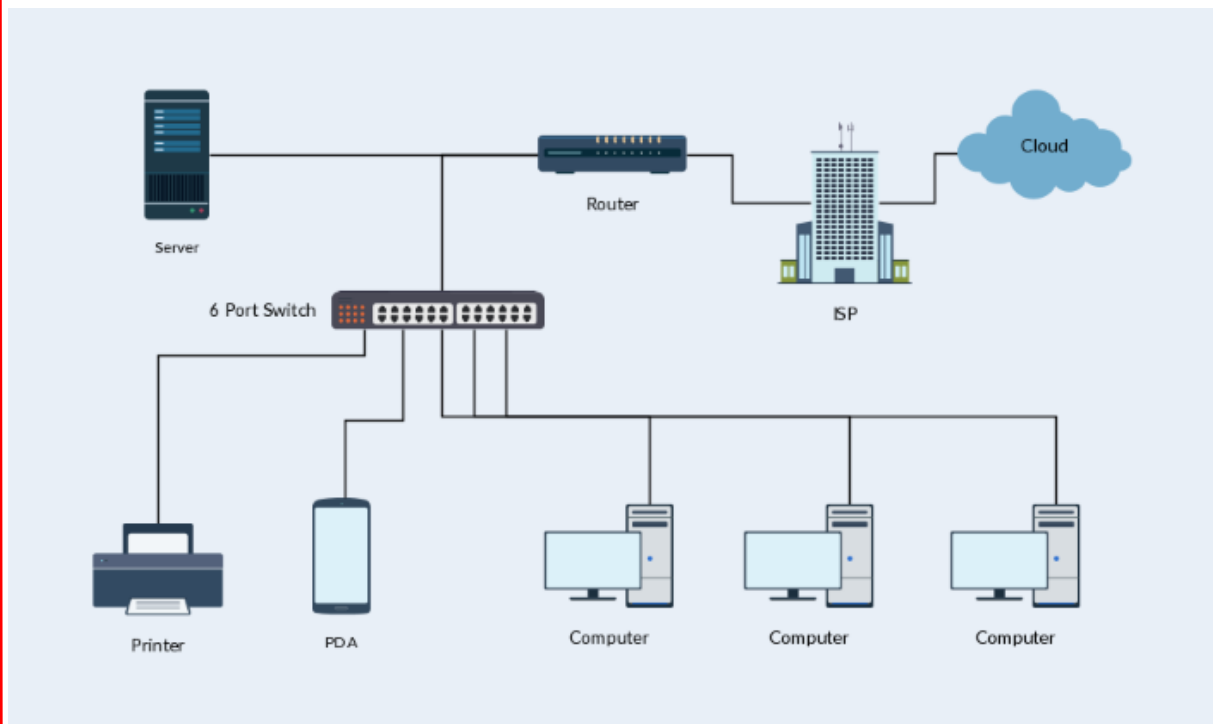 Cloud
Router
Server
6 Port Switch
ISP
Printer
PDA
Computer
Computer
Computer